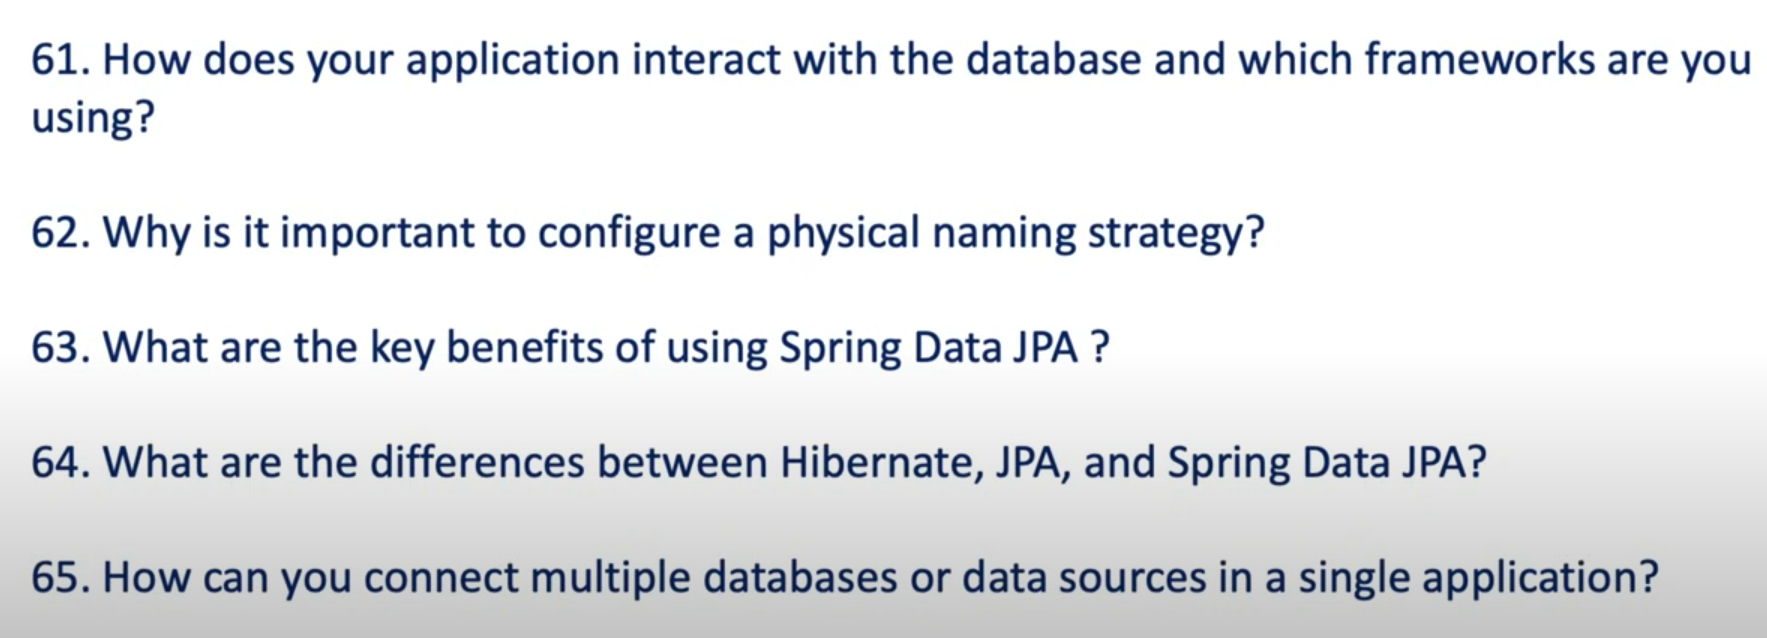 61. How does your application interact with the database and which frameworks are you
using?
62. Why is it important to configure a physical naming strategy?
63. What are the key benefits of using Spring Data JPA ?
64. What are the differences between Hibernate, JPA, and Spring Data JPA?
65. How can you connect multiple databases or data sources in a single application?